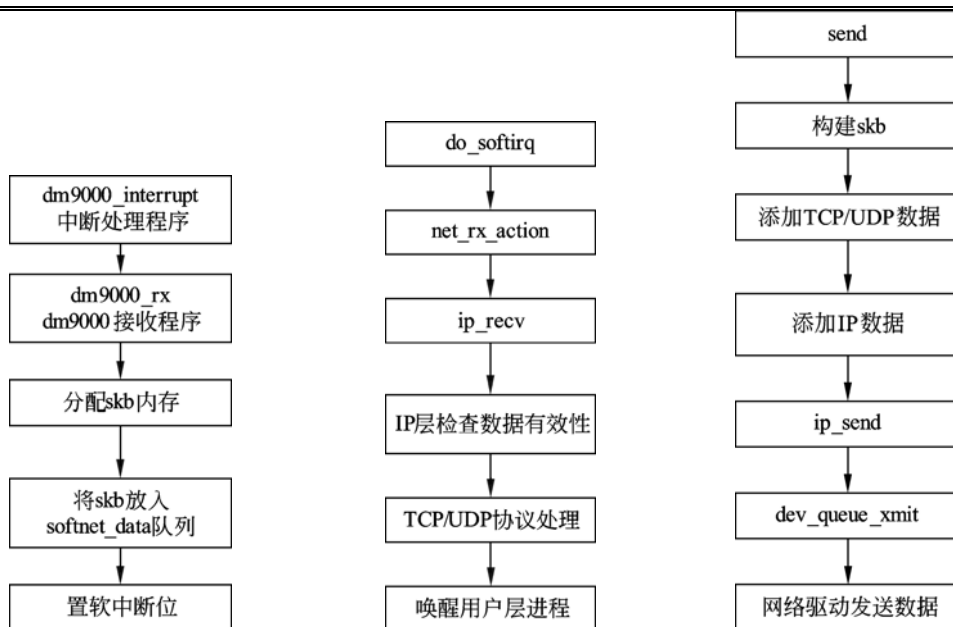 dm9000_interrupt
中断处理程序
dm9000_rx
dm9000接收程序
分配skb内存
将skb放入
softnet_data队列
置软中断位
do_softirq
net_rx_action
ip_recv
IP层检查数据有效性
TCP/UDP协议处理
唤醒用户层进程
send
构建skb
添加TCP/UDP数据
添加IP数据
ip_send
dev_queue_xmit
网络驱动发送数据